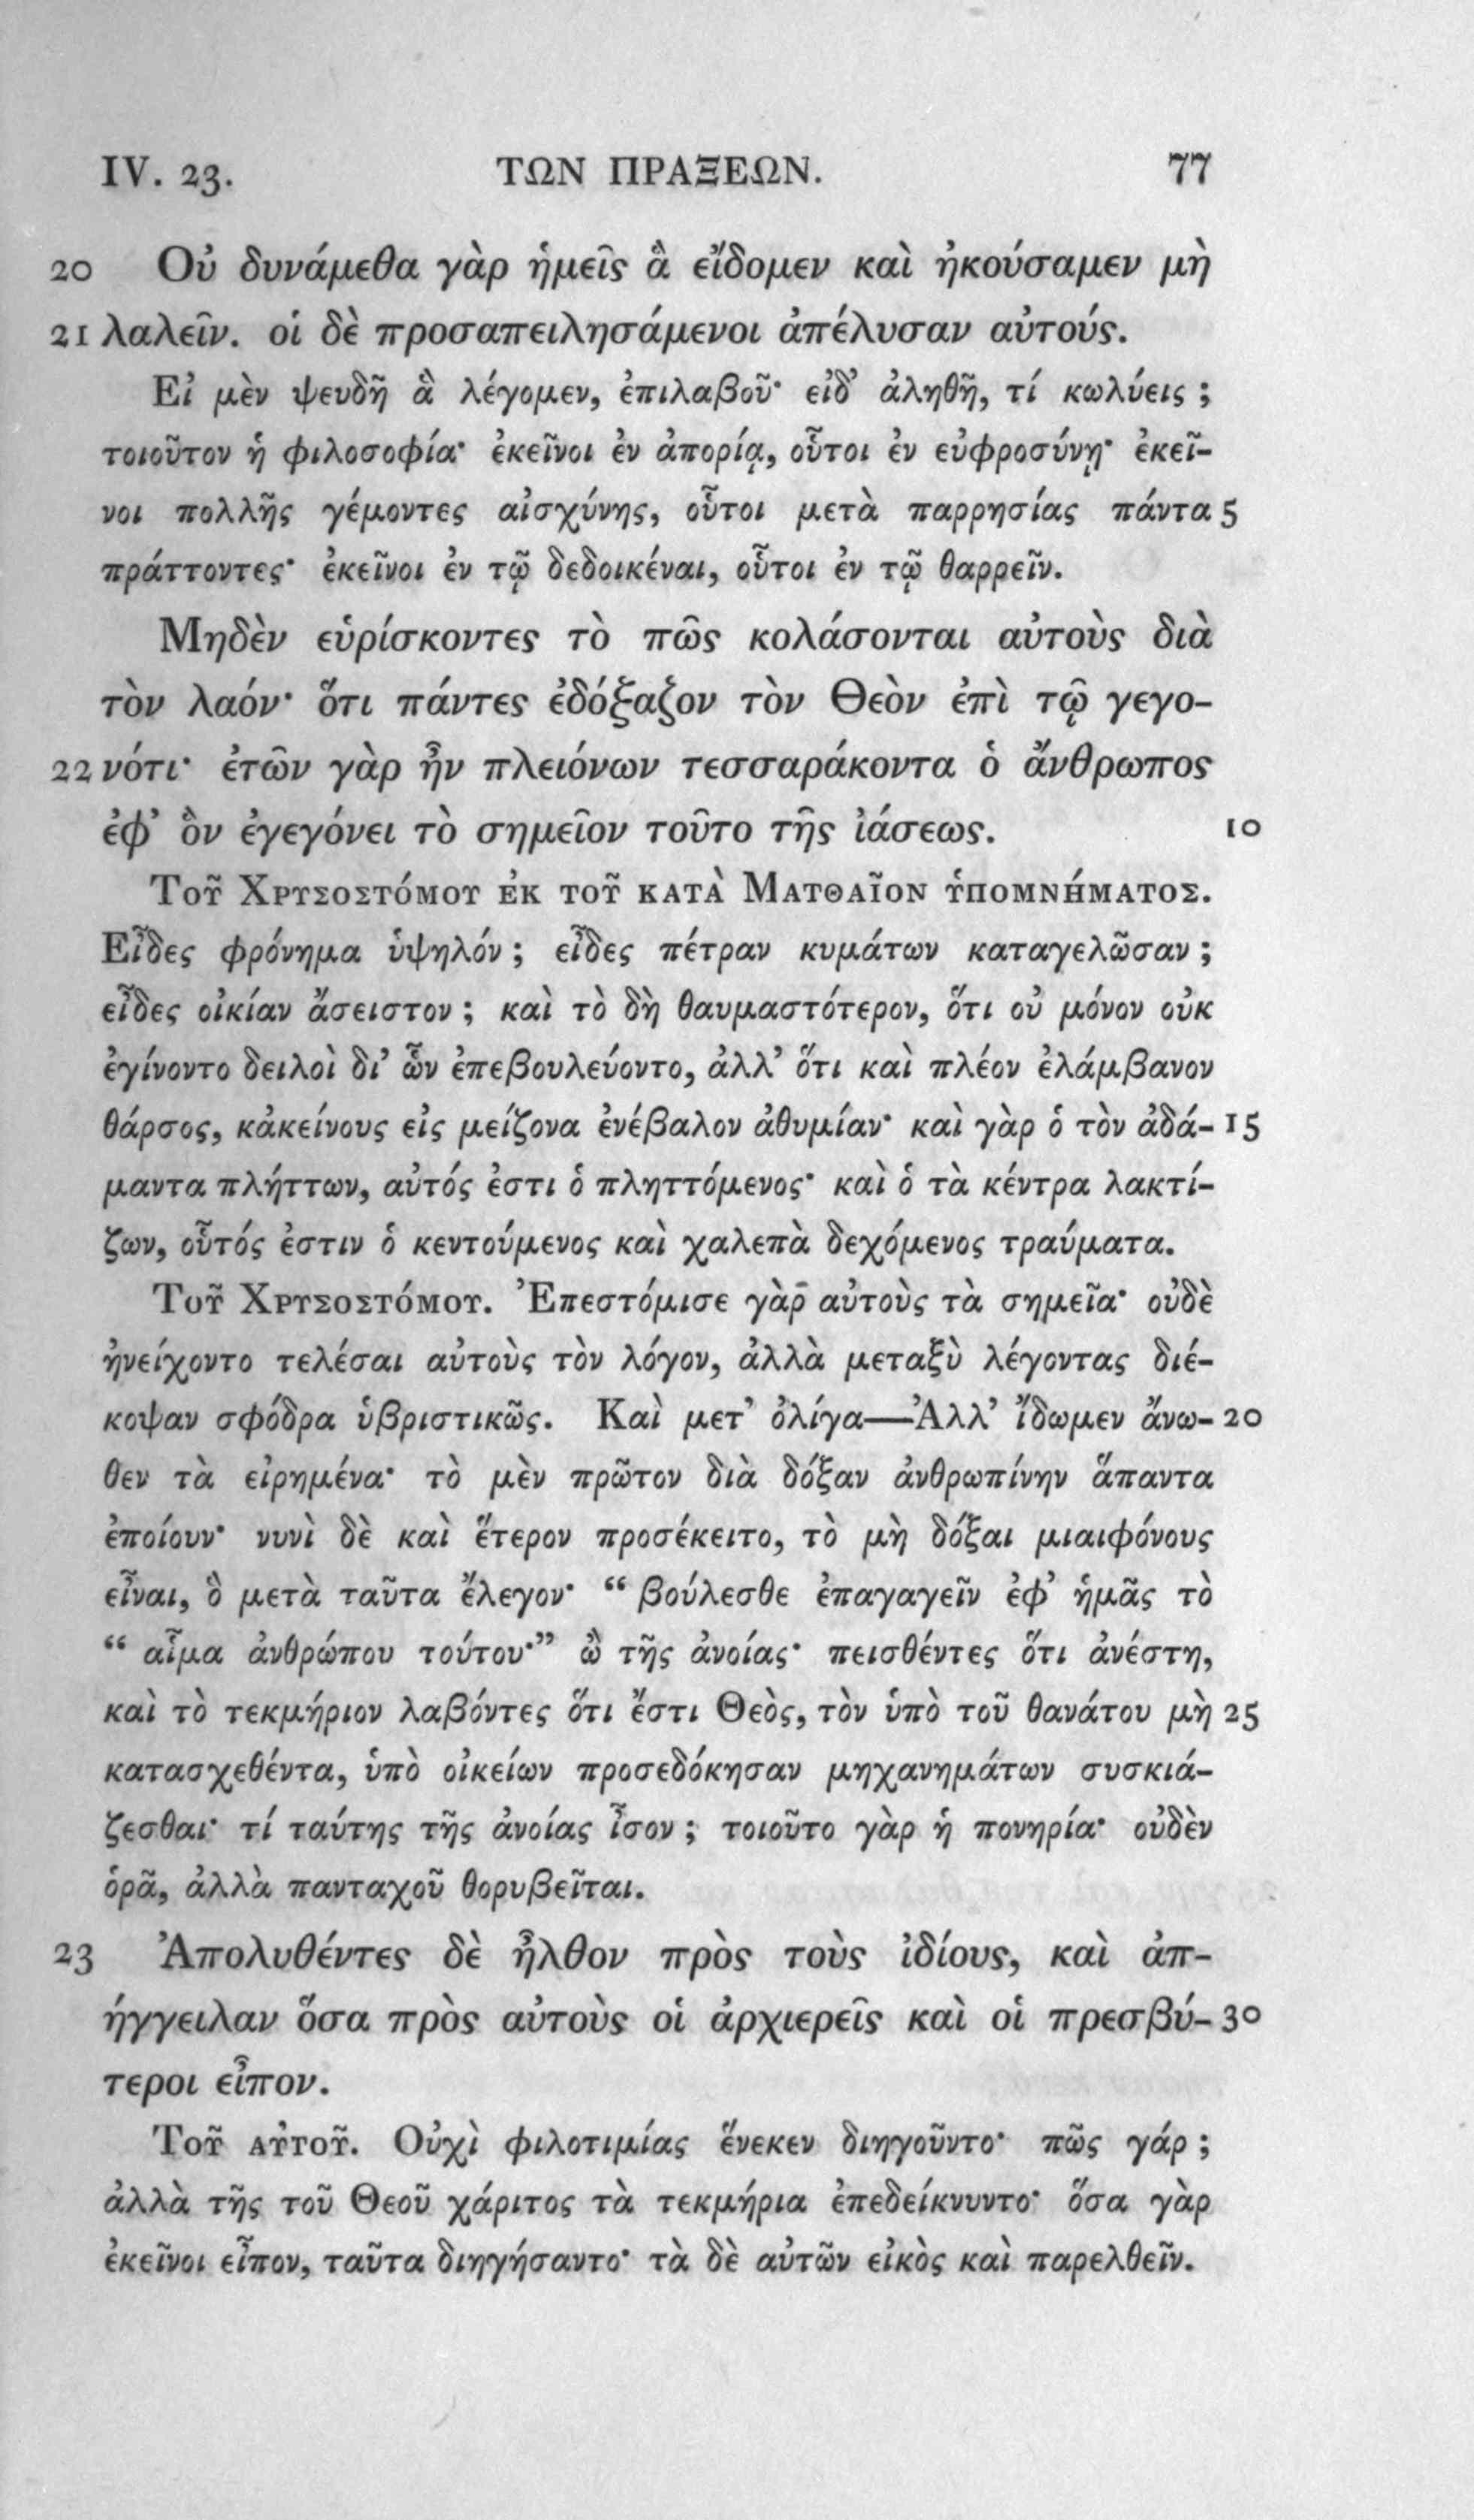 IV. 23. ΤΩΝ ΠΡΑΞΕΩΝ. 77
20 Οὐ δυνάμεθα γὰρ ἡμεῖς ἃ εἴδομεν καὶ ἠκούσαμεν μὴ
21 λαλεῖν. οἱ δὲ προσαπειλησάμενοι ἀπέλυσαν αὐτούς.
Εἰ μὲν ψευδῆ ἃ λέγομεν, ἐπιλαβοῦ· εἰδ’ ἀληθῆ, τί κωλύεις ;
τοιοῦτον ἡ φιλοσοφία· ἐκεῖνοι ἐν ἀπορίᾳ, οὗτοι ἐν εὐφροσύνῃ· ἐκεῖ-
νοι πολλῆς γέμοντες αἰσχύνης, οὗτοι μετὰ παρρησίας πάντα 5
πράττοντες· ἐκεῖνοι ἐν τῷ δεδοικέναι, οὗτοι ἐν τῷ θαρρεῖν.
Μηδὲν εὑρίσκοντες τὸ πῶς κολάσονται αὐτοὺς διὰ
τὸν λαόν· ὅτι πάντες ἐδόξαζον τὸν Θεὸν ἐπὶ τῷ γεγο-
22 νότι· ἐτῶν γὰρ ἦν πλειόνων τεσσαράκοντα ὁ ἄνθρωπος
ἐφ’ ὃν ἐγεγόνει τὸ σημεῖον τοῦτο τῆς ἰάσεως. 10
Τοῦ Χρυσοστόμου ἐκ τοῦ κατὰ Ματθαῖον ὑπομνήματος.
Εἶδες φρόνημα ὑψηλόν ; εἶδες πέτραν κυμάτων καταγελῶσαν ;
εἶδες οἰκίαν ἄσειστον ; καὶ τὸ δὴ θαυμαστότερον, ὅτι οὐ μόνον οὐκ
ἐγίνοντο δειλοὶ δι’ ὧν ἐπεβουλεύοντο, ἀλλ’ ὅτι καὶ πλέον ἐλάμβανον
θάρσος, κἀκείνους εἰς μείζονα ἐνέβαλον ἀθυμίαν· καὶ γὰρ ὁ τὸν ἀδά- 15
μαντα πλήττων, αὐτός ἐστι ὁ πληττόμενος· καὶ ὁ τὰ κέντρα λακτί-
ζων, οὗτός ἐστιν ὁ κεντούμενος καὶ χαλεπὰ δεχόμενος τραύματα.
Τοῦ Χρυσοστόμου. Ἐπεστόμισε γὰρ αὐτοὺς τὰ σημεῖα· οὐδὲ
ἠνείχοντο τελέσαι αὐτοὺς τὸν λόγον, ἀλλὰ μεταξὺ λέγοντας διέ-
κοψαν σφόδρα ὑβριστικῶς. Καὶ μετ’ ὀλίγα—Ἀλλ’ ἴδωμεν ἄνω- 20
θεν τὰ εἰρημένα· τὸ μὲν πρῶτον διὰ δόξαν ἀνθρωπίνην ἅπαντα
ἐποίουν· νυνὶ δὲ καὶ ἕτερον προσέκειτο, τὸ μὴ δόξαι μιαιφόνους
εἶναι, ὃ μετὰ ταῦτα ἔλεγον· “ βούλεσθε ἐπαγαγεῖν ἐφ’ ἡμᾶς τὸ
“ αἷμα ἀνθρώπου τούτου·” ὢ τῆς ἀνοίας· πεισθέντες ὅτι ἀνέστη,
καὶ τὸ τεκμήριον λαβόντες ὅτι ἔστι Θεὸς, τὸν ὑπὸ τοῦ θανάτου μὴ 25
κατασχεθέντα, ὑπὸ οἰκείων προσεδόκησαν μηχανημάτων συσκιά-
ζεσθαι· τί ταύτης τῆς ἀνοίας ἶσον ; τοιοῦτο γὰρ ἡ πονηρία· οὐδὲν
ὁρᾶ, ἀλλὰ πανταχοῦ θορυβεῖται.
23 Ἀπολυθέντες δὲ ἦλθον πρὸς τοὺς ἰδίους, καὶ ἀπ-
ήγγειλαν ὅσα πρὸς αὐτοὺς οἱ ἀρχιερεῖς καὶ οἱ πρεσβύ- 30
τεροι εἶπον.
Τοῦ αὐτοῦ. Οὐχὶ φιλοτιμίας ἕνεκεν διηγοῦντο· πῶς γάρ ;
ἀλλὰ τῆς τοῦ Θεοῦ χάριτος τὰ τεκμήρια ἐπεδείκνυντο· ὅσα γὰρ
ἐκεῖνοι εἶπον, ταῦτα διηγήσαντο· τὰ δὲ αὐτῶν εἰκὸς καὶ παρελθεῖν.